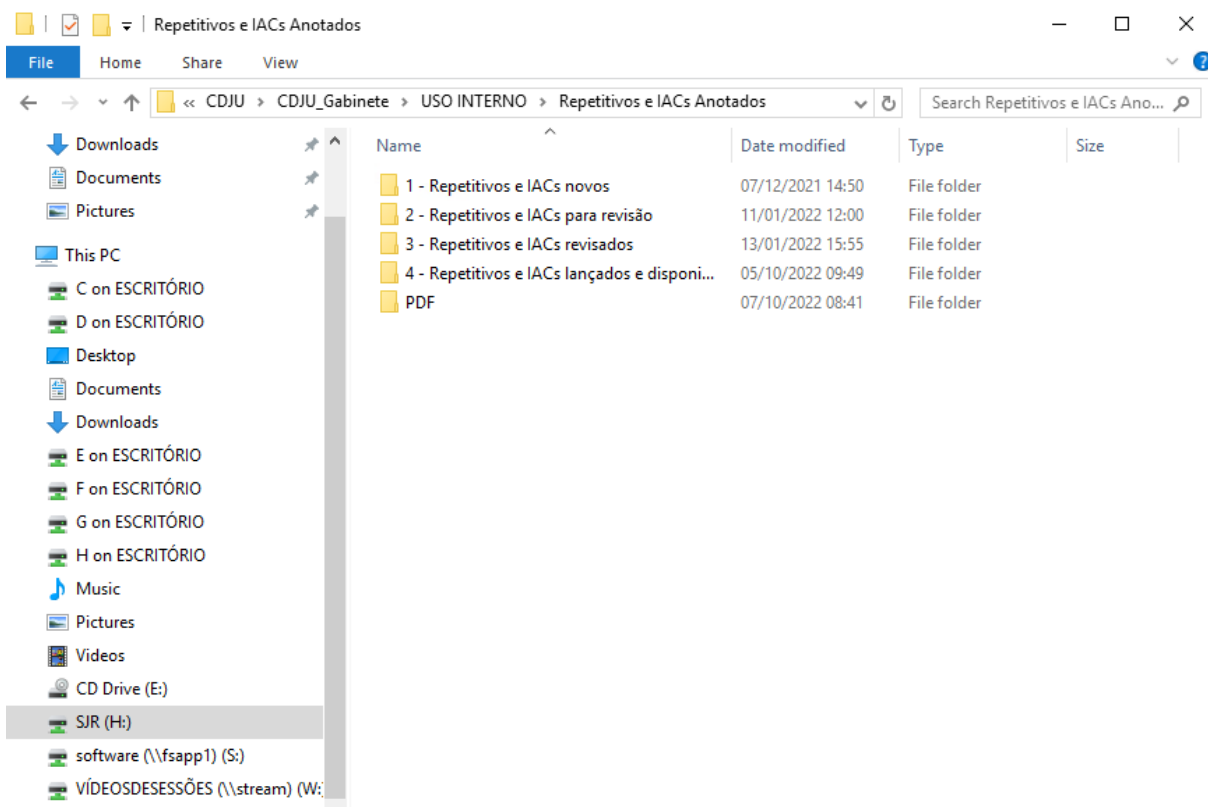 Repetitivos e IACs Anotados
File Home Share View
« CDJU > CDJU_Gabinete > USO INTERNO > Repetitivos e IACs Anotados
Search Repetitivos e IACs Ano...
Name Date modified Type Size
1 - Repetitivos e IACs novos 07/12/2021 14:50 File folder
2 - Repetitivos e IACs para revisão 11/01/2022 12:00 File folder
3 - Repetitivos e IACs revisados 13/01/2022 15:55 File folder
4 - Repetitivos e IACs lançados e disponi... 05/10/2022 09:49 File folder
PDF 07/10/2022 08:41 File folder
Downloads
Documents
Pictures
This PC
C on ESCRITÓRIO
D on ESCRITÓRIO
Desktop
Documents
Downloads
E on ESCRITÓRIO
F on ESCRITÓRIO
G on ESCRITÓRIO
H on ESCRITÓRIO
Music
Pictures
Videos
CD Drive (E:)
SJR (H:)
software (\\fsapp1) (S:)
VÍDEOSDESESSÕES (\\stream) (W: